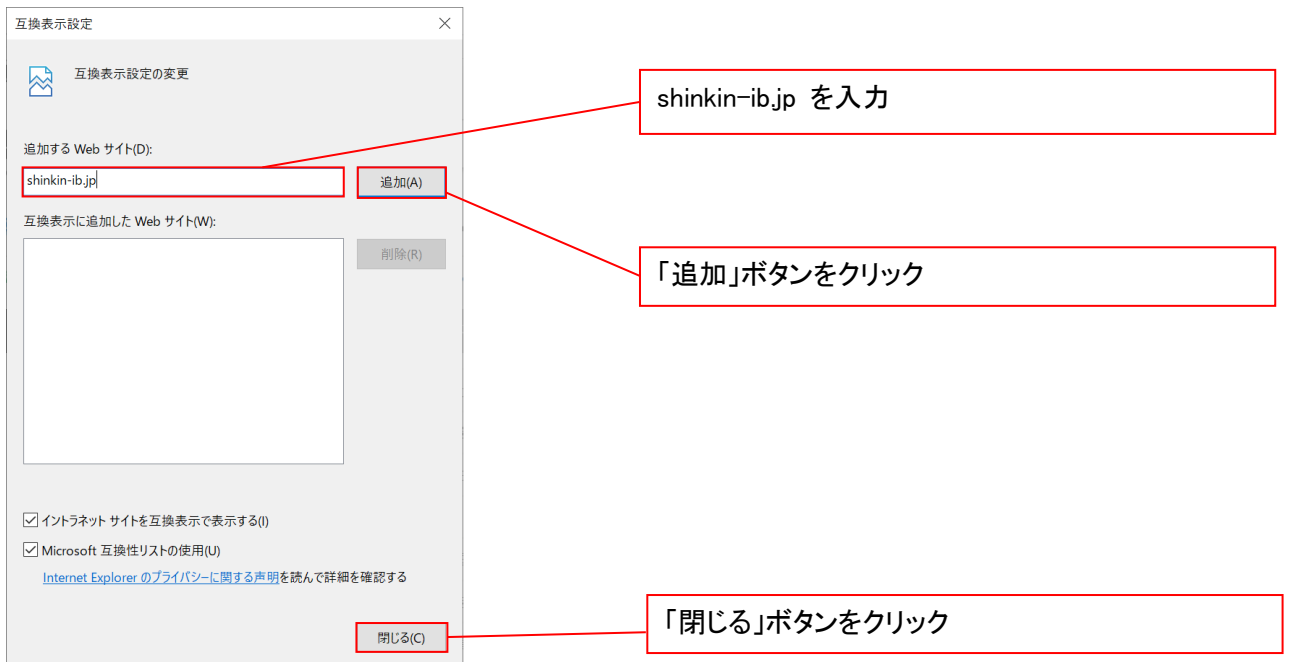 互換表示設定
互換表示設定の変更
shinkin-ib.jp を入力
追加する Web サイト(D):
shinkin-ib.jp
追加(A)
互換表示に追加した Web サイト(W):
削除(R)
「追加」ボタンをクリック
イントラネット サイトを互換表示で表示する(I)
Microsoft 互換性リストの使用(U)
Internet Explorer のプライバシーに関する声明を読んで詳細を確認する
「閉じる」ボタンをクリック
閉じる(C)